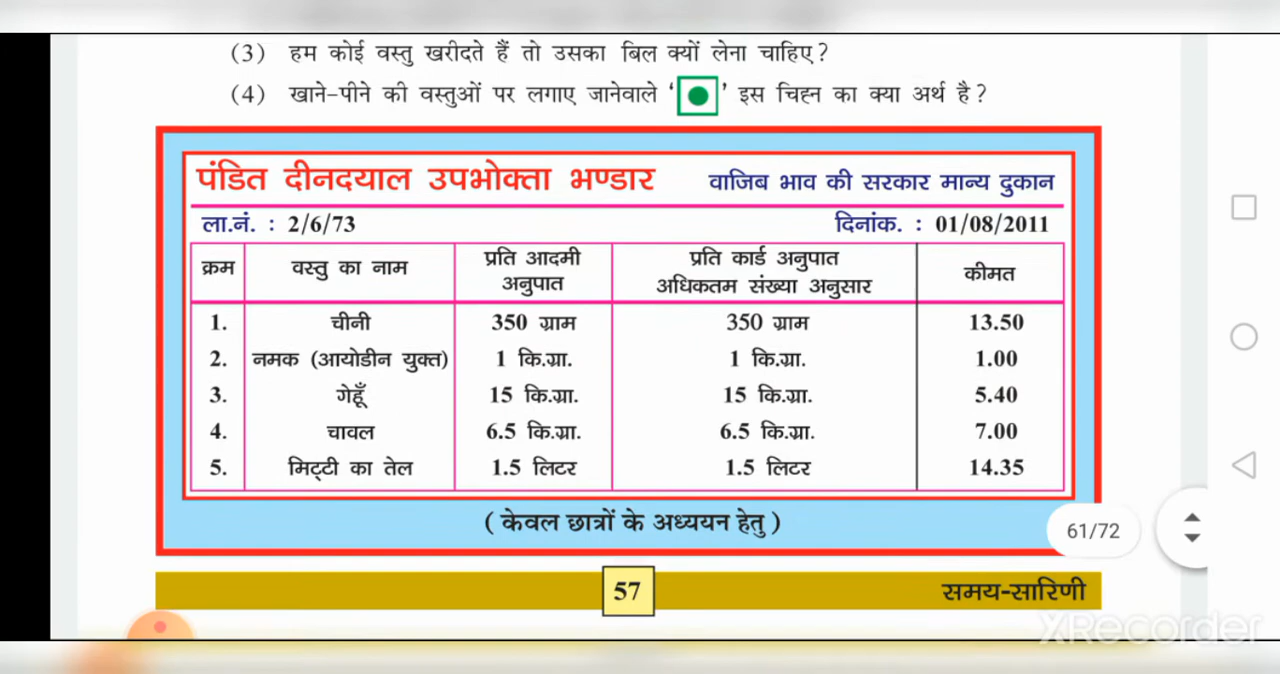 (3) हम कोई वस्तु खरीदते हैं तो उसका बिल क्यों लेना चाहिए ?
(4) खाने-पीने की वस्तुओं पर लगाए जानेवाले ‘ ’ इस चिह्न का क्या अर्थ है ?
पंडित दीनदयाल उपभोक्ता भण्डार वाजिब भाव की सरकार मान्य दुकान
ला.नं. : 2/6/73 दिनांक. : 01/08/2011
क्रम वस्तु का नाम प्रति आदमी अनुपात प्रति कार्ड अनुपात अधिकतम संख्या अनुसार कीमत
1. चीनी 350 ग्राम 350 ग्राम 13.50
2. नमक (आयोडीन युक्त) 1 कि.ग्रा. 1 कि.ग्रा. 1.00
3. गेहूँ 15 कि.ग्रा. 15 कि.ग्रा. 5.40
4. चावल 6.5 कि.ग्रा. 6.5 कि.ग्रा. 7.00
5. मिट्टी का तेल 1.5 लिटर 1.5 लिटर 14.35
( केवल छात्रों के अध्ययन हेतु )
61/72
57 समय-सारिणी
XRecorder